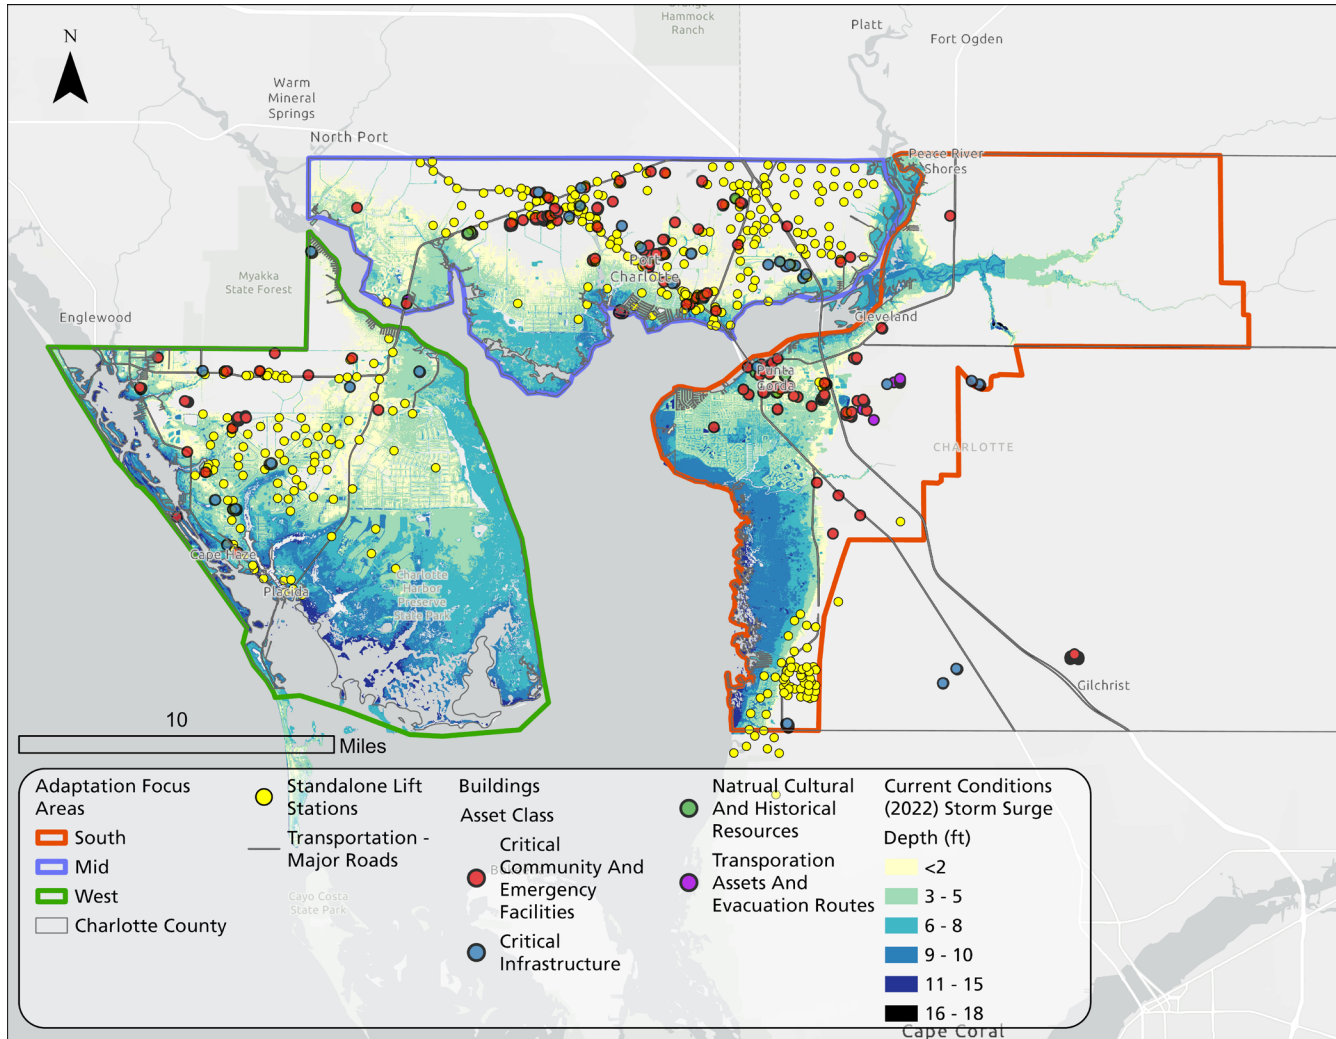 Hammock
Ranch
Platt
Fort Ogden
N
Warm
Mineral
Springs
North Port
Peace River
Shores
Myakka
State Forest
Port
Charlotte
Englewood
Cleveland
Punta
Gorda
CHARLOTTE
Cape Haze
Placida
Charlotte
Harbor
Preserve
State Park
Gilchrist
10
Miles
Adaptation Focus
Areas
South
Mid
West
Charlotte County
Standalone Lift
Stations
Transportation -
Major Roads
Cayo Costa
State Park
Buildings
Asset Class
Critical
Community And
Emergency
Facilities
Critical
Infrastructure
Natrual Cultural
And Historical
Resources
Transporation
Assets And
Evacuation Routes
Current Conditions
(2022) Storm Surge
Depth (ft)
<2
3 - 5
6 - 8
9 - 10
11 - 15
16 - 18
Cape Coral